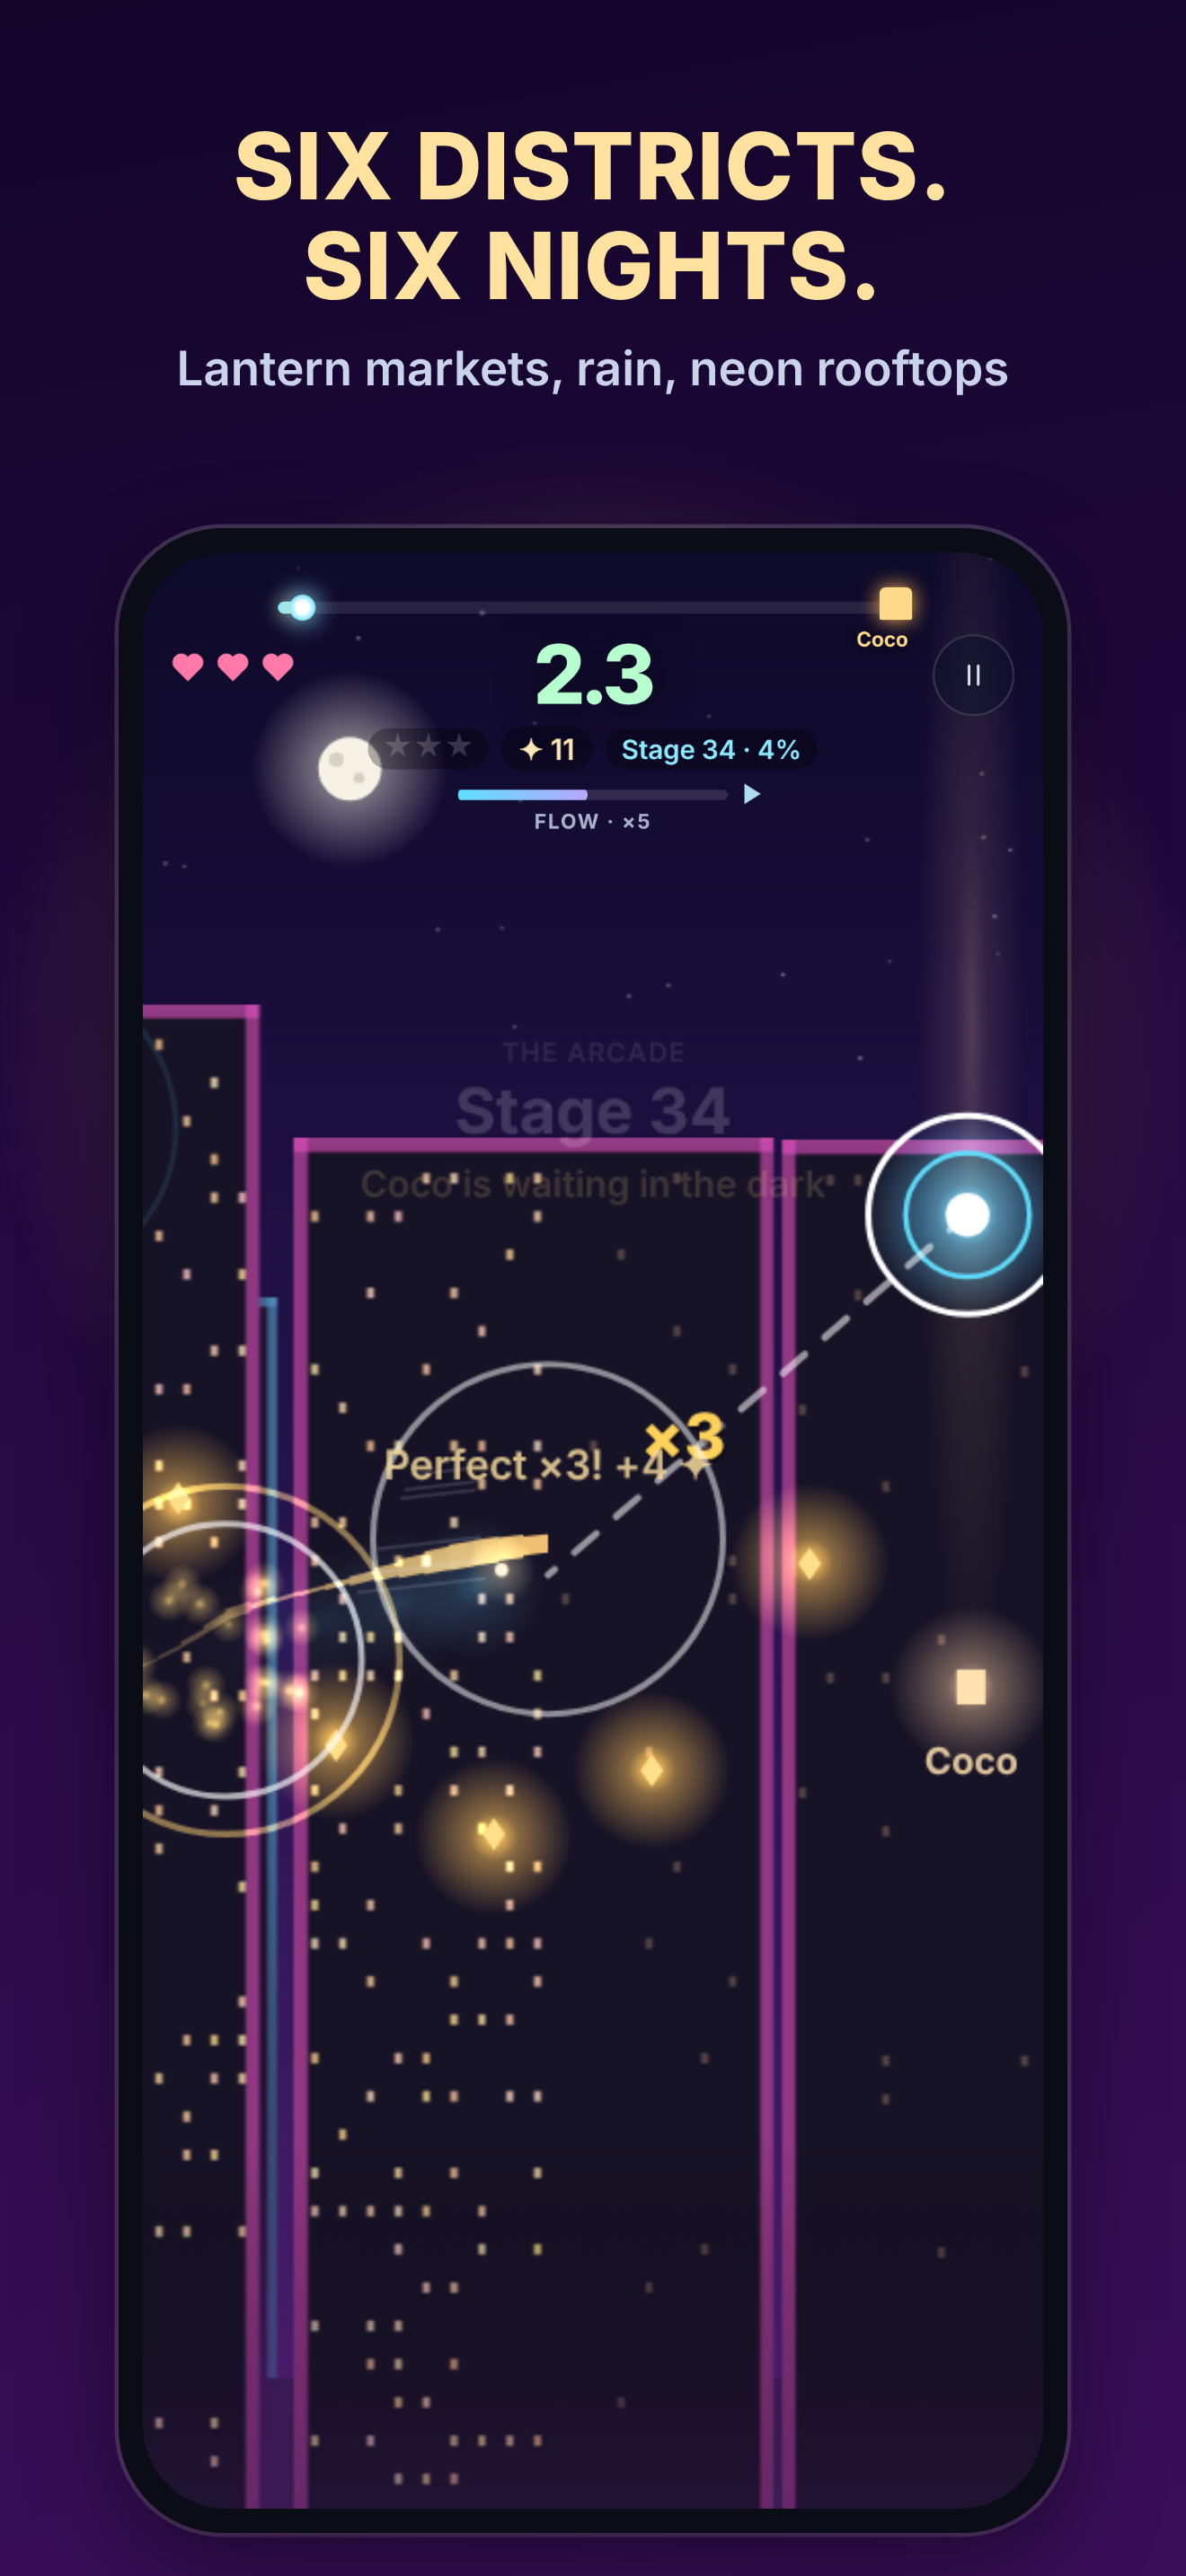 SIX DISTRICTS.
SIX NIGHTS.
Lantern markets, rain, neon rooftops
Coco
2.3
11
Stage 34 · 4%
FLOW · ×5
THE ARCADE
Stage 34
Coco is waiting in the dark
×3
Perfect ×3! +4
Coco